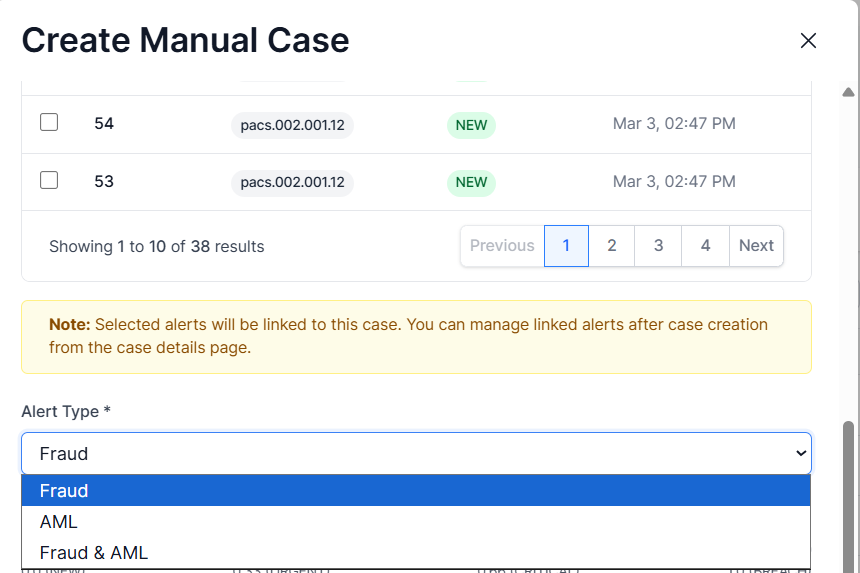 Create Manual Case
54 pacs.002.001.12 NEW Mar 3, 02:47 PM
53 pacs.002.001.12 NEW Mar 3, 02:47 PM
Showing 1 to 10 of 38 results Previous 1 2 3 4 Next
Note: Selected alerts will be linked to this case. You can manage linked alerts after case creation
from the case details page.
Alert Type *
Fraud
Fraud
AML
Fraud & AML